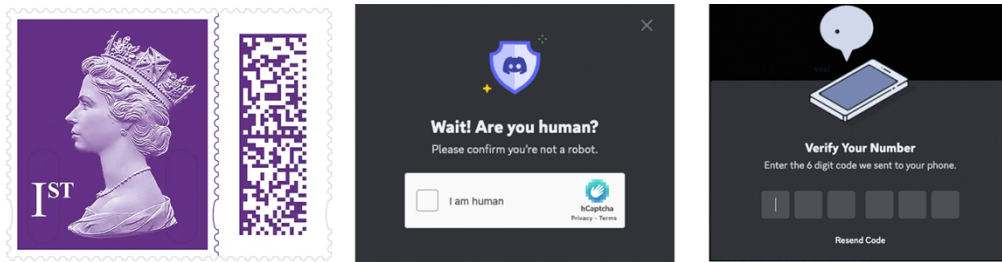 1ST
Wait! Are you human?
Please confirm you're not a robot.
I am human
hCaptcha
Privacy - Terms
Verify Your Number
Enter the 6 digit code we sent to your phone.
Resend Code